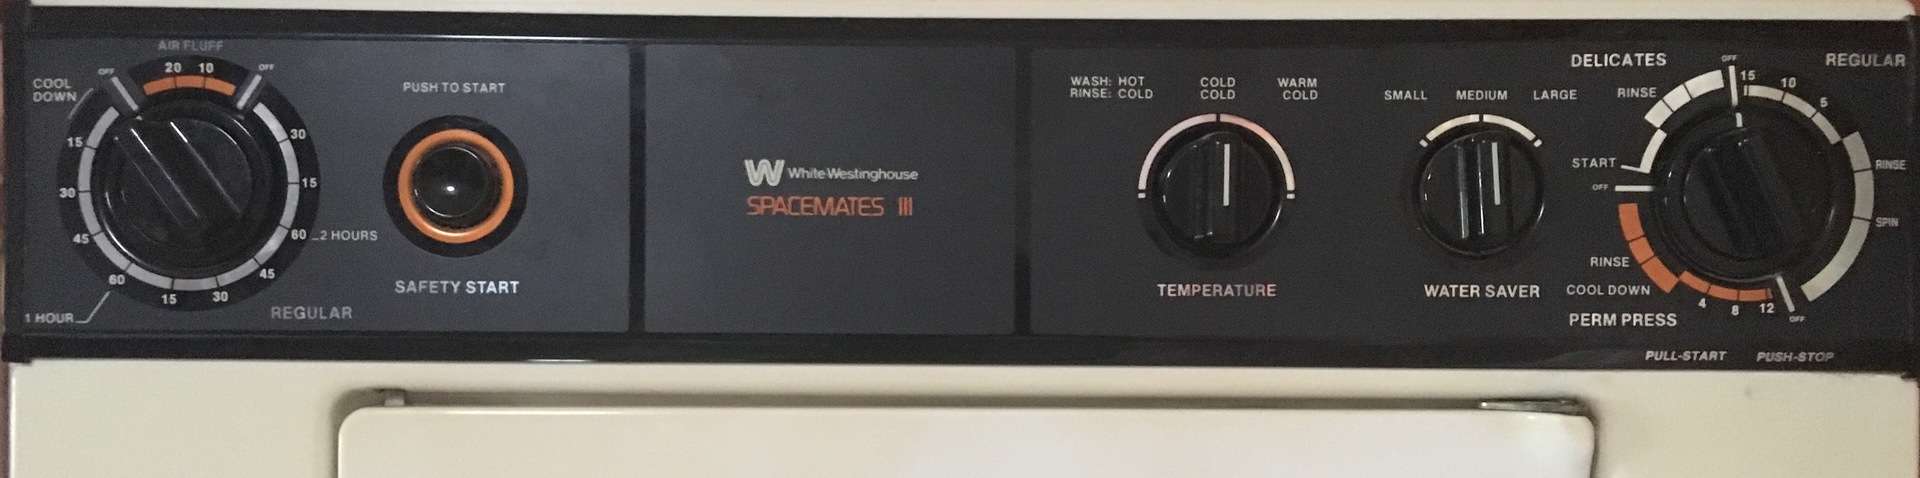 AIR FLUFF
OFF
20
10
OFF
COOL
DOWN
15
30
45
60
1 HOUR
30
15
60
2 HOURS
45
30
15
REGULAR
PUSH TO START
SAFETY START
W White-Westinghouse
SPACEMATES III
WASH: HOT COLD WARM
RINSE: COLD COLD COLD
TEMPERATURE
SMALL MEDIUM LARGE
WATER SAVER
DELICATES
OFF
REGULAR
RINSE
15
10
5
START
OFF
RINSE
SPIN
RINSE
COOL DOWN
4
8
12
OFF
PERM PRESS
PULL-START PUSH-STOP